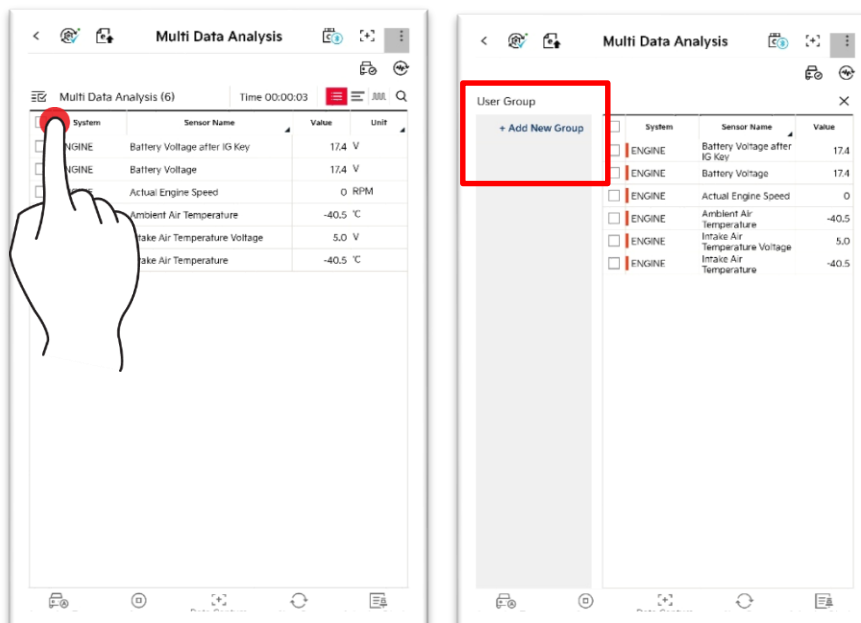 Multi Data Analysis
Multi Data Analysis (6)
Time 00:00:03
System Sensor Name Value Unit
NGINE Battery Voltage after IG Key 17.4 V
NGINE Battery Voltage 17.4 V
Actual Engine Speed 0 RPM
Ambient Air Temperature -40.5 ℃
take Air Temperature Voltage 5.0 V
take Air Temperature -40.5 ℃
Multi Data Analysis
User Group
+ Add New Group
System Sensor Name Value
ENGINE Battery Voltage after
IG Key 17.4
ENGINE Battery Voltage 17.4
ENGINE Actual Engine Speed 0
ENGINE Ambient Air
Temperature -40.5
ENGINE Intake Air
Temperature Voltage 5.0
ENGINE Intake Air
Temperature -40.5